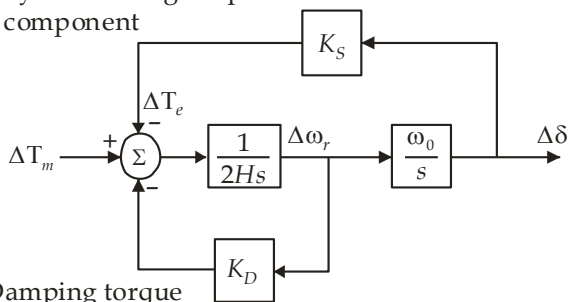 component
K_S
ΔT_e
−
ΔT_m
+
Σ
−
1
2Hs
Δω_r
ω_0
s
Δδ
K_D
Damping torque